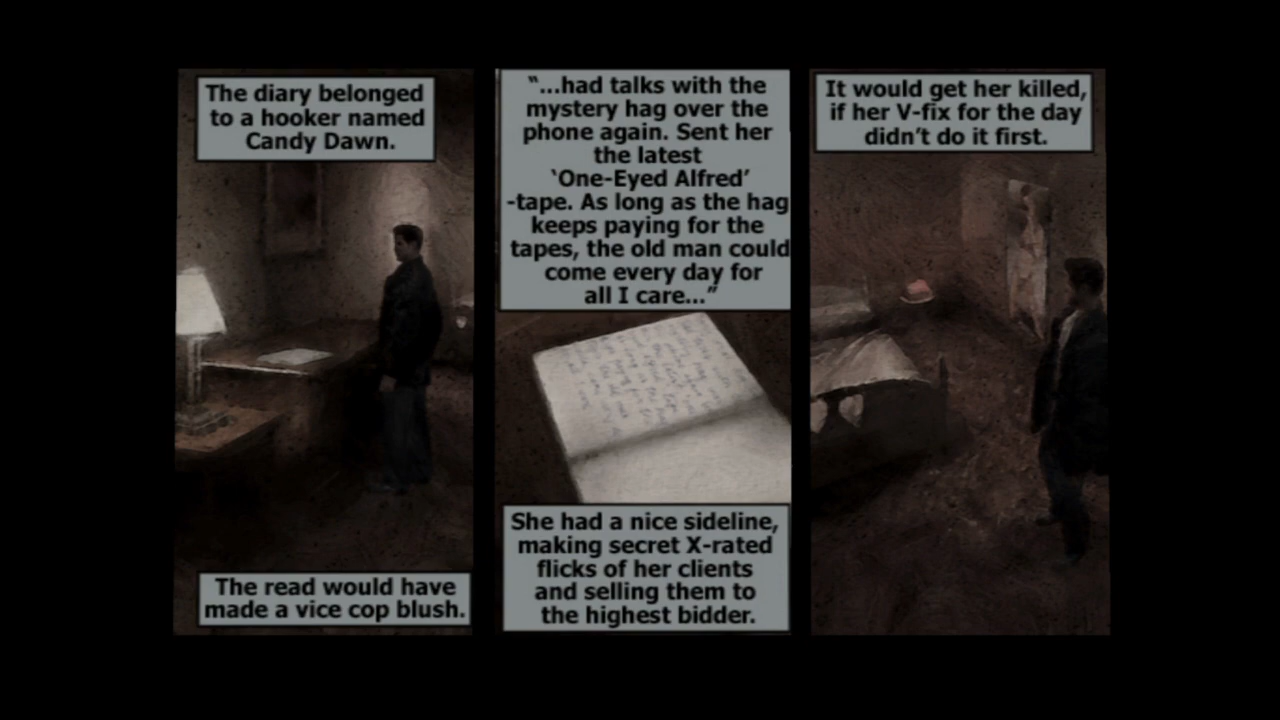 The diary belonged
to a hooker named
Candy Dawn.
The read would have
made a vice cop blush.
“...had talks with the
mystery hag over the
phone again. Sent her
the latest
‘One-Eyed Alfred’
-tape. As long as the hag
keeps paying for the
tapes, the old man could
come every day for
all I care...”
She had a nice sideline,
making secret X-rated
flicks of her clients
and selling them to
the highest bidder.
It would get her killed,
if her V-fix for the day
didn’t do it first.